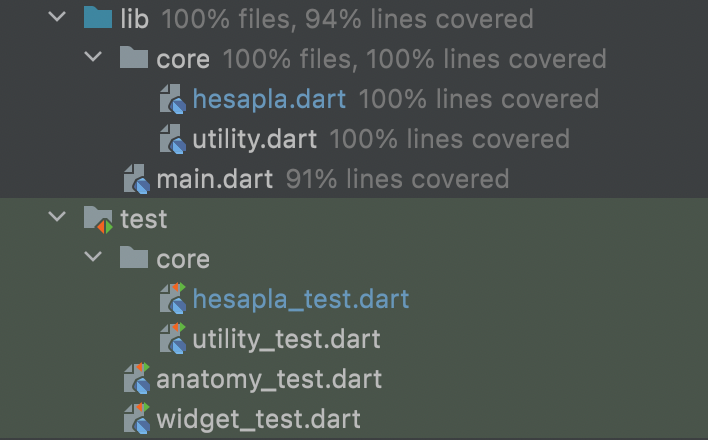 lib 100% files, 94% lines covered
core 100% files, 100% lines covered
hesapla.dart 100% lines covered
utility.dart 100% lines covered
main.dart 91% lines covered
test
core
hesapla_test.dart
utility_test.dart
anatomy_test.dart
widget_test.dart